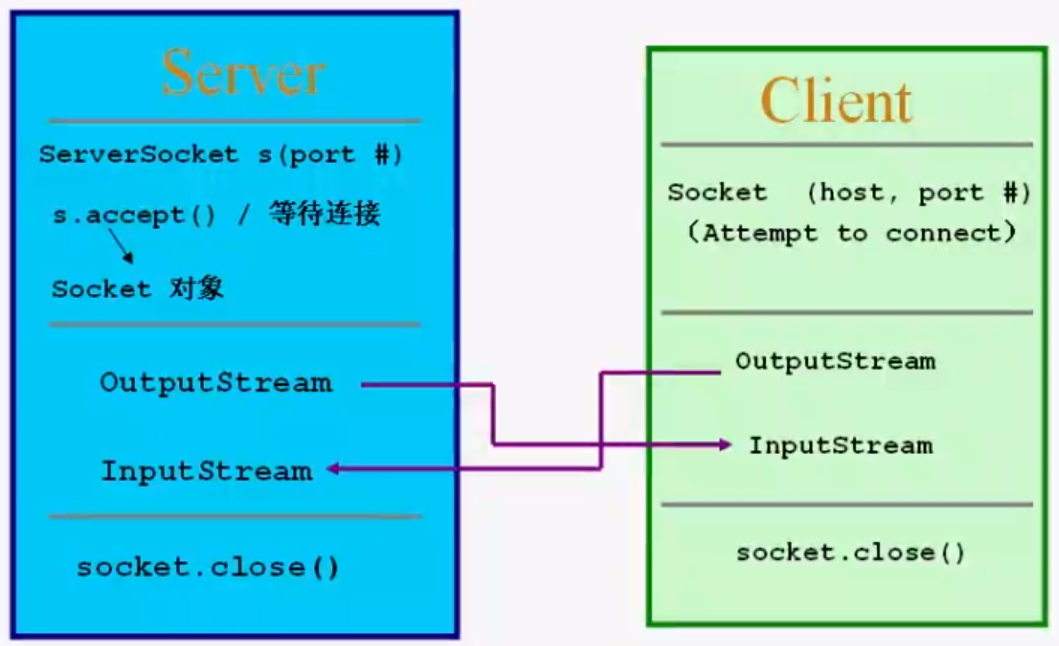 Server
ServerSocket s(port #)
s.accept() / 等待连接
Socket 对象
OutputStream
InputStream
socket.close()
Client
Socket (host, port #)
(Attempt to connect)
OutputStream
InputStream
socket.close()